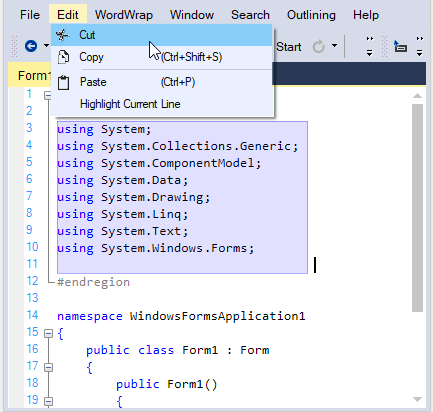 File Edit WordWrap Window Search Outlining Help
Cut
Start
Copy (Ctrl+Shift+S)
Paste (Ctrl+P)
Form1
Highlight Current Line
1
2
3 using System;
4 using System.Collections.Generic;
5 using System.ComponentModel;
6 using System.Data;
7 using System.Drawing;
8 using System.Linq;
9 using System.Text;
10 using System.Windows.Forms;
11
12 #endregion
13
14 namespace WindowsFormsApplication1
15 {
16 public class Form1 : Form
17 {
18 public Form1()
19 {